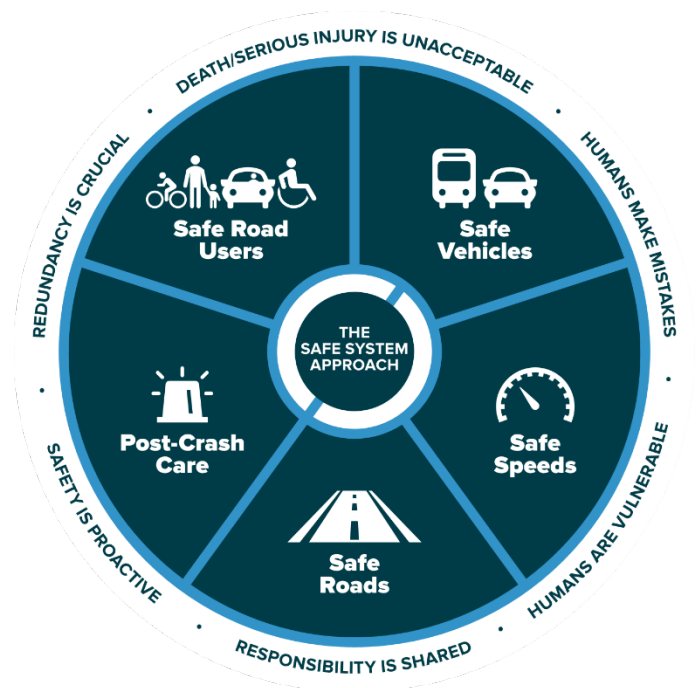 DEATH/SERIOUS INJURY IS UNACCEPTABLE
HUMANS MAKE MISTAKES
HUMANS ARE VULNERABLE
RESPONSIBILITY IS SHARED
SAFETY IS PROACTIVE
REDUNDANCY IS CRUCIAL
Safe Road
Users
Safe
Vehicles
Safe
Speeds
Safe
Roads
Post-Crash
Care
THE
SAFE SYSTEM
APPROACH